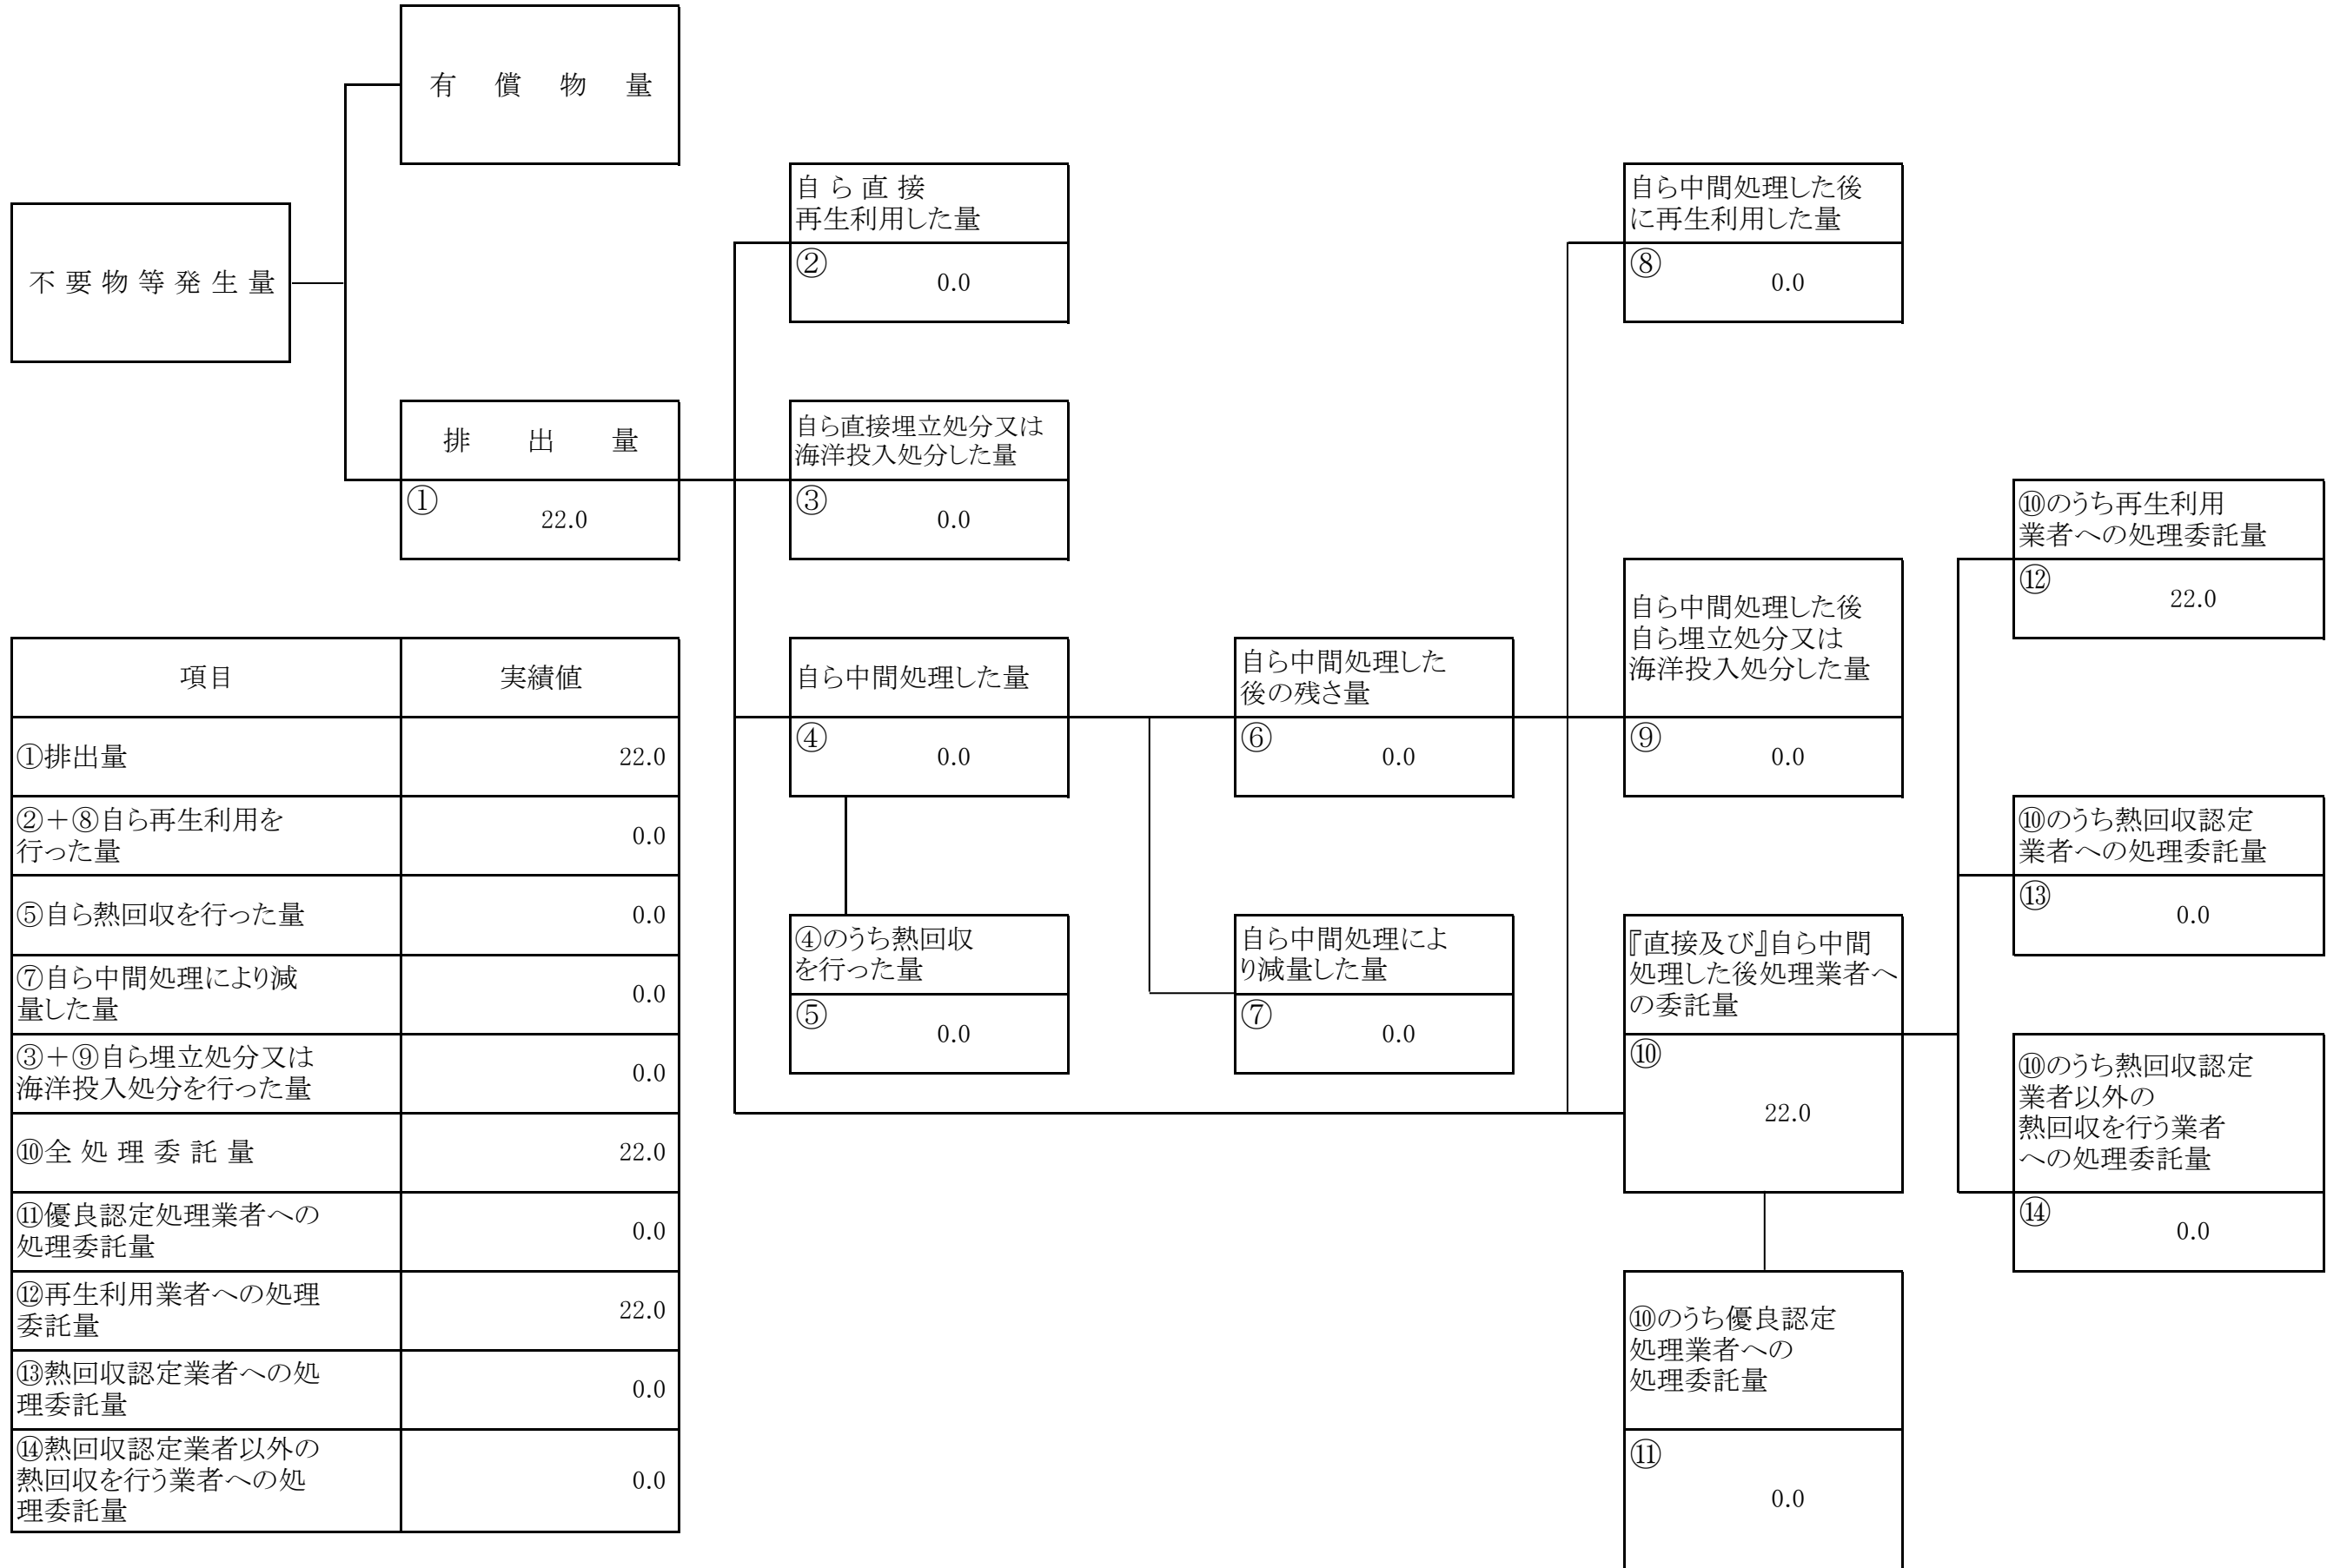 有 償 物 量
不 要 物 等 発 生 量
排 出 量
①
22.0
自 ら 直 接
再生利用した量
②
0.0
自ら直接埋立処分又は
海洋投入処分した量
③
0.0
自ら中間処理した量
④
0.0
④のうち熱回収
を行った量
⑤
0.0
自ら中間処理した
後の残さ量
⑥
0.0
自ら中間処理によ
り減量した量
⑦
0.0
自ら中間処理した後
に再生利用した量
⑧
0.0
自ら中間処理した後
自ら埋立処分又は
海洋投入処分した量
⑨
0.0
『直接及び』自ら中間
処理した後処理業者へ
の委託量
⑩
22.0
⑩のうち優良認定
処理業者への
処理委託量
⑪
0.0
⑩のうち再生利用
業者への処理委託量
⑫
22.0
⑩のうち熱回収認定
業者への処理委託量
⑬
0.0
⑩のうち熱回収認定
業者以外の
熱回収を行う業者
への処理委託量
⑭
0.0
項目 実績値
①排出量 22.0
②＋⑧自ら再生利用を
行った量 0.0
⑤自ら熱回収を行った量 0.0
⑦自ら中間処理により減
量した量 0.0
③＋⑨自ら埋立処分又は
海洋投入処分を行った量 0.0
⑩全 処 理 委 託 量 22.0
⑪優良認定処理業者への
処理委託量 0.0
⑫再生利用業者への処理
委託量 22.0
⑬熱回収認定業者への処
理委託量 0.0
⑭熱回収認定業者以外の
熱回収を行う業者への処
理委託量 0.0